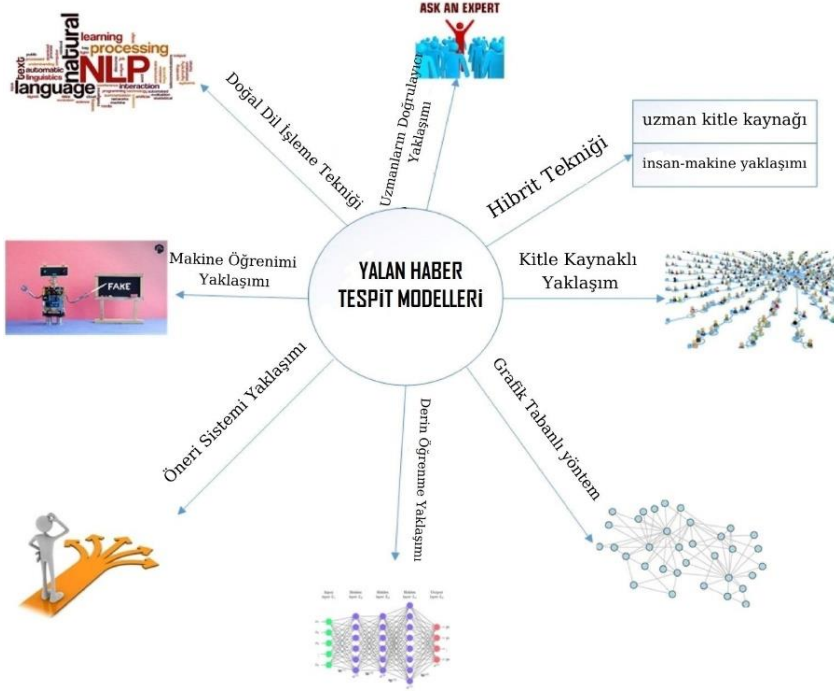 ASK AN EXPERT
learning
natural
processing
NLP
text
automatic
linguistics
language
interaction
Doğal Dil İşleme Tekniği
Uzmanların Doğrulayıcı
Yaklaşımı
Hibrit Tekniği
uzman kitle kaynağı
insan-makine yaklaşımı
Makine Öğrenimi
Yaklaşımı
FAKE
YALAN HABER
TESPİT MODELLERİ
Kitle Kaynaklı
Yaklaşım
Öneri Sistemi Yaklaşımı
Derin Öğrenme Yaklaşımı
Grafik Tabanlı yöntem